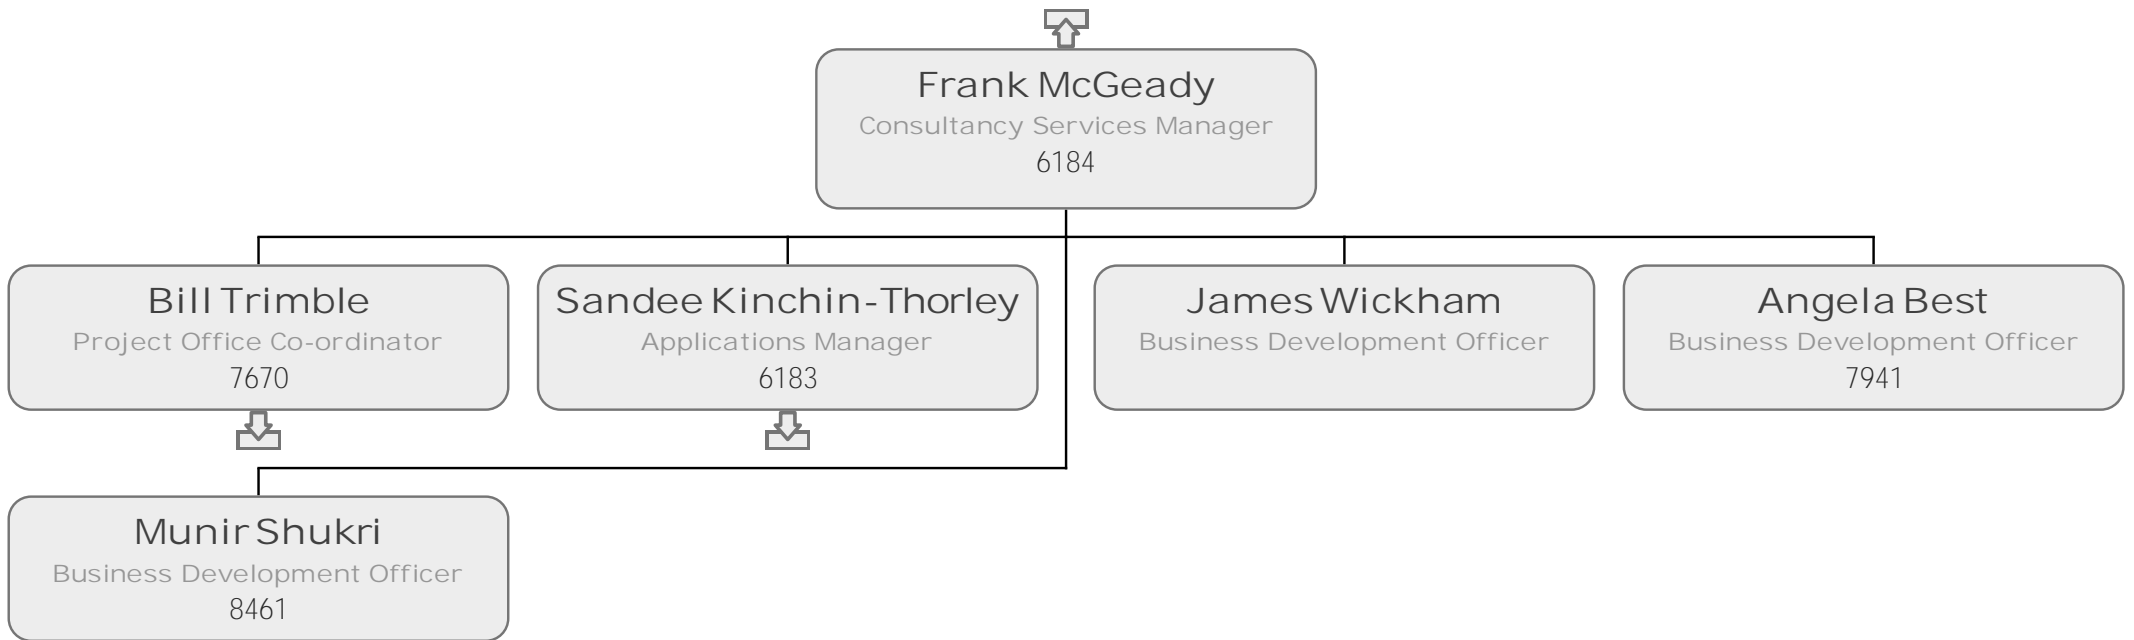 Frank McGeady
Consultancy Services Manager
6184
Bill Trimble
Project Office Co-ordinator
7670
Sandee Kinchin-Thorley
Applications Manager
6183
James Wickham
Business Development Officer
Angela Best
Business Development Officer
7941
Munir Shukri
Business Development Officer
8461